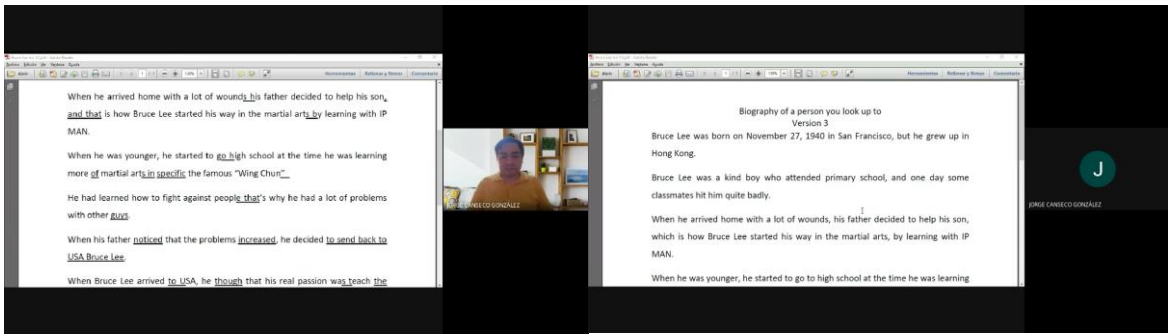 When he arrived home with a lot of wounds his father decided to help his son,
and that is how Bruce Lee started his way in the martial arts by learning with IP
MAN.
When he was younger, he started to go high school at the time he was learning
more of martial arts in specific the famous “Wing Chun”
He had learned how to fight against people that's why he had a lot of problems
with other guys.
When his father noticed that the problems increased, he decided to send back to
USA Bruce Lee.
When Bruce Lee arrived to USA, he though that his real passion was teach the
JORGE CANSECO GONZÁLEZ
Herramientas Rellenar y firmar Comentario
Biography of a person you look up to
Version 3
Bruce Lee was born on November 27, 1940 in San Francisco, but he grew up in
Hong Kong.
Bruce Lee was a kind boy who attended primary school, and one day some
classmates hit him quite badly.
When he arrived home with a lot of wounds, his father decided to help his son,
which is how Bruce Lee started his way in the martial arts, by learning with IP
MAN.
When he was younger, he started to go to high school at the time he was learning
J
JORGE CANSECO GONZÁLEZ